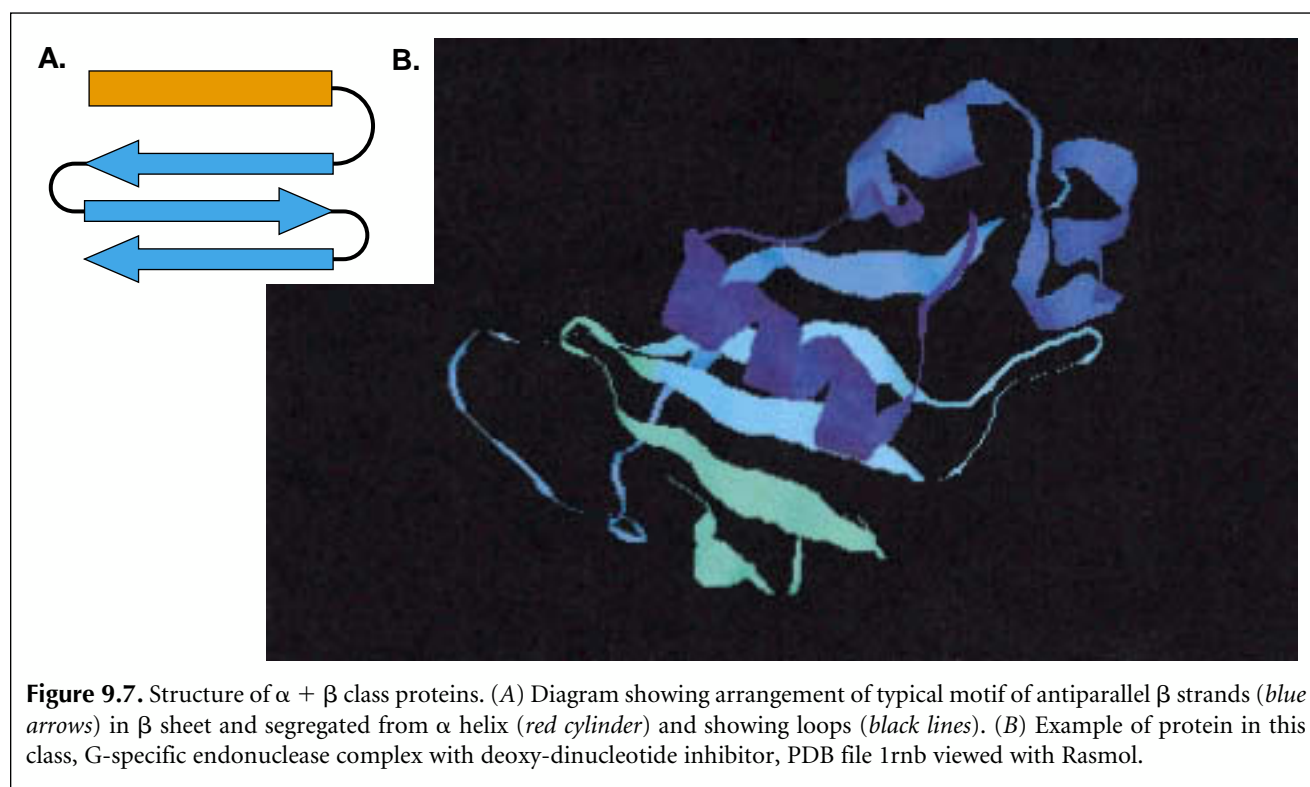 A.
B.
Figure 9.7. Structure of α + β class proteins. (A) Diagram showing arrangement of typical motif of antiparallel β strands (blue
arrows) in β sheet and segregated from α helix (red cylinder) and showing loops (black lines). (B) Example of protein in this
class, G-specific endonuclease complex with deoxy-dinucleotide inhibitor, PDB file 1rnb viewed with Rasmol.